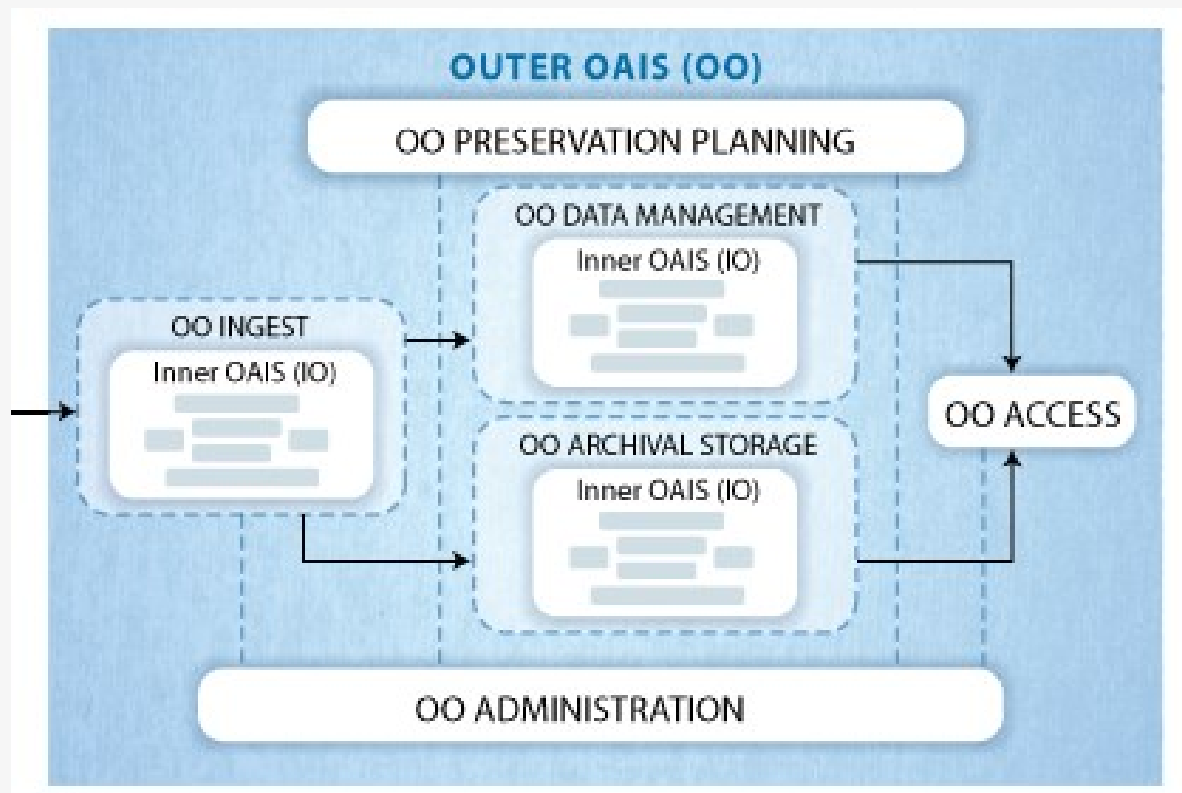 OUTER OAIS (OO)
OO PRESERVATION PLANNING
OO DATA MANAGEMENT
Inner OAIS (IO)
OO INGEST
Inner OAIS (IO)
OO ACCESS
OO ARCHIVAL STORAGE
Inner OAIS (IO)
OO ADMINISTRATION